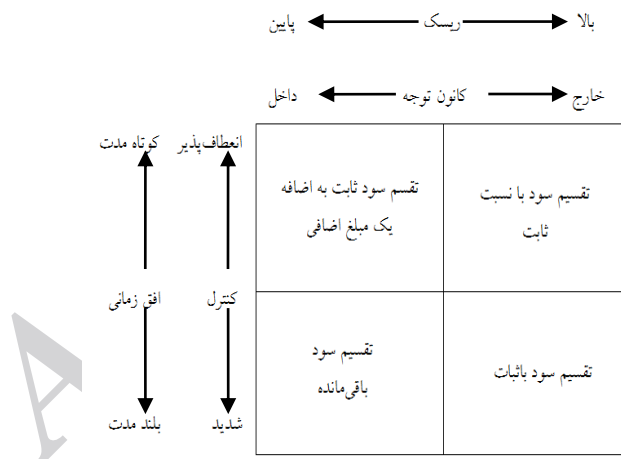 بالا ریسک پایین
خارج کانون توجه داخل
انعطاف‌پذیر کوتاه مدت
تقسیم سود با نسبت
ثابت
تقسم سود ثابت به اضافه
یک مبلغ اضافی
کنترل افق زمانی
تقسیم سود باثبات
تقسیم سود
باقی‌مانده
شدید بلند مدت
A